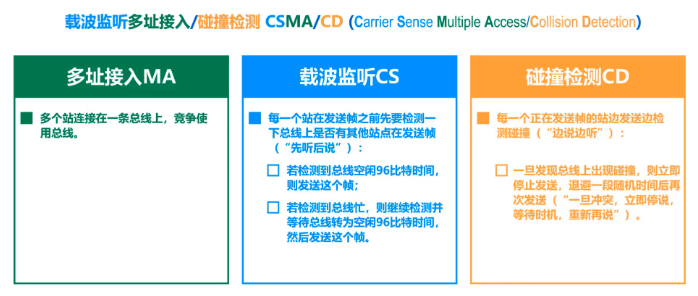 载波监听多址接入/碰撞检测 CSMA/CD（Carrier Sense Multiple Access/Collision Detection）
多址接入MA
多个站连接在一条总线上，竞争使
用总线。
载波监听CS
每一个站在发送帧之前先要检测一
下总线上是否有其他站点在发送帧
（“先听后说”）：
若检测到总线空闲96比特时间，
则发送这个帧；
若检测到总线忙，则继续检测并
等待总线转为空闲96比特时间，
然后发送这个帧。
碰撞检测CD
每一个正在发送帧的站边发送边检
测碰撞（“边说边听”）：
一旦发现总线上出现碰撞，则立即
停止发送，退避一段随机时间后再
次发送（“一旦冲突，立即停说，
等待时机，重新再说”）。